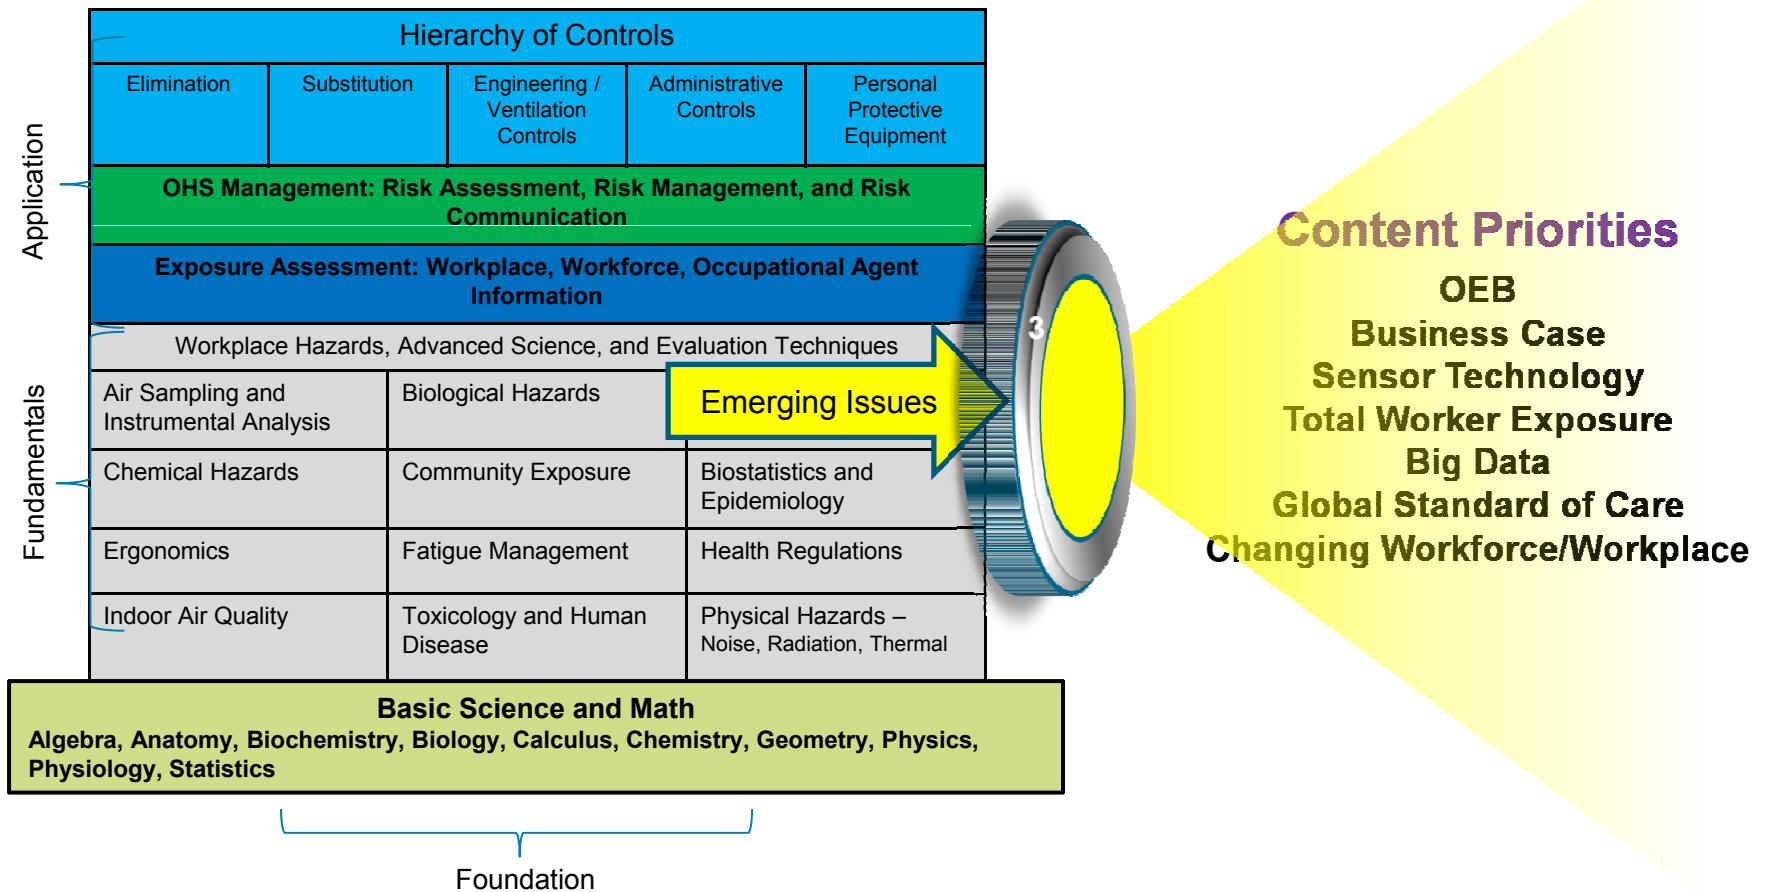 Hierarchy of Controls
Elimination
Substitution
Engineering /
Ventilation
Controls
Administrative
Controls
Personal
Protective
Equipment
Application
OHS Management: Risk Assessment, Risk Management, and Risk
Communication
Exposure Assessment: Workplace, Workforce, Occupational Agent
Information
Workplace Hazards, Advanced Science, and Evaluation Techniques
Fundamentals
Air Sampling and
Instrumental Analysis
Biological Hazards
Emerging Issues
3
Chemical Hazards
Community Exposure
Biostatistics and
Epidemiology
Ergonomics
Fatigue Management
Health Regulations
Indoor Air Quality
Toxicology and Human
Disease
Physical Hazards –
Noise, Radiation, Thermal
Basic Science and Math
Algebra, Anatomy, Biochemistry, Biology, Calculus, Chemistry, Geometry, Physics,
Physiology, Statistics
Foundation
Content Priorities
OEB
Business Case
Sensor Technology
Total Worker Exposure
Big Data
Global Standard of Care
Changing Workforce/Workplace